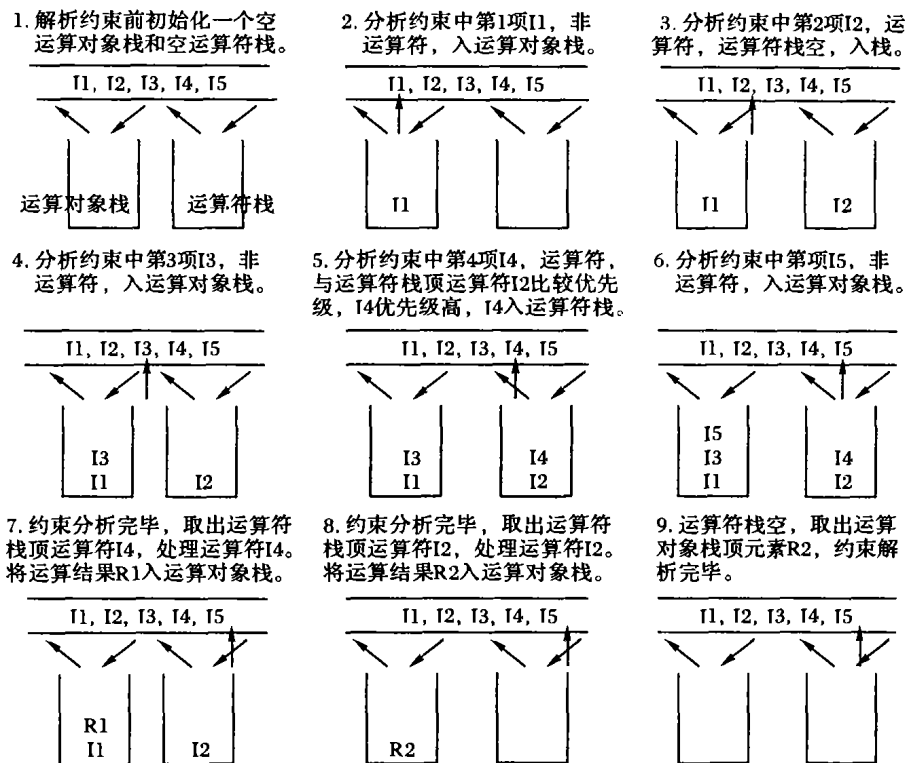 1. 解析约束前初始化一个空
运算对象栈和空运算符栈。
I1, I2, I3, I4, I5
运算对象栈
运算符栈
2. 分析约束中第1项I1，非
运算符，入运算对象栈。
I1, I2, I3, I4, I5
I1
3. 分析约束中第2项I2，运
算符，运算符栈空，入栈。
I1, I2, I3, I4, I5
I1
I2
4. 分析约束中第3项I3，非
运算符，入运算对象栈。
I1, I2, I3, I4, I5
I3
I1
I2
5. 分析约束中第4项I4，运算符，
与运算符栈顶运算符I2比较优先
级，I4优先级高，I4入运算符栈。
I1, I2, I3, I4, I5
I3
I1
I4
I2
6. 分析约束中第项I5，非
运算符，入运算对象栈。
I1, I2, I3, I4, I5
I5
I3
I1
I4
I2
7. 约束分析完毕，取出运算符
栈顶运算符I4，处理运算符I4。
将运算结果R1入运算对象栈。
I1, I2, I3, I4, I5
R1
I1
I2
8. 约束分析完毕，取出运算符
栈顶运算符I2，处理运算符I2。
将运算结果R2入运算对象栈。
I1, I2, I3, I4, I5
R2
9. 运算符栈空，取出运算
对象栈顶元素R2，约束解
析完毕。
I1, I2, I3, I4, I5